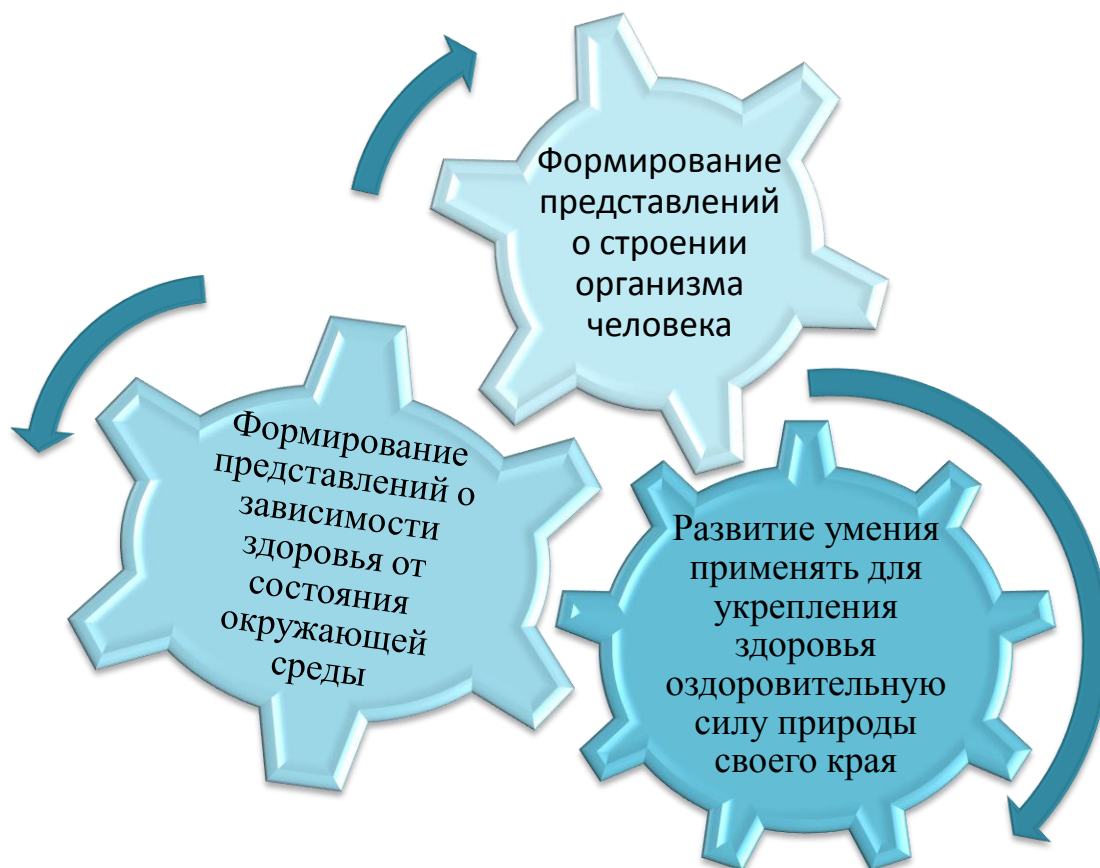 Формирование
представлений
о строении
организма
человека
Формирование
представлений о
зависимости
здоровья от
состояния
окружающей
среды
Развитие умения
применять для
укрепления
здоровья
оздоровительную
силу природы
своего края